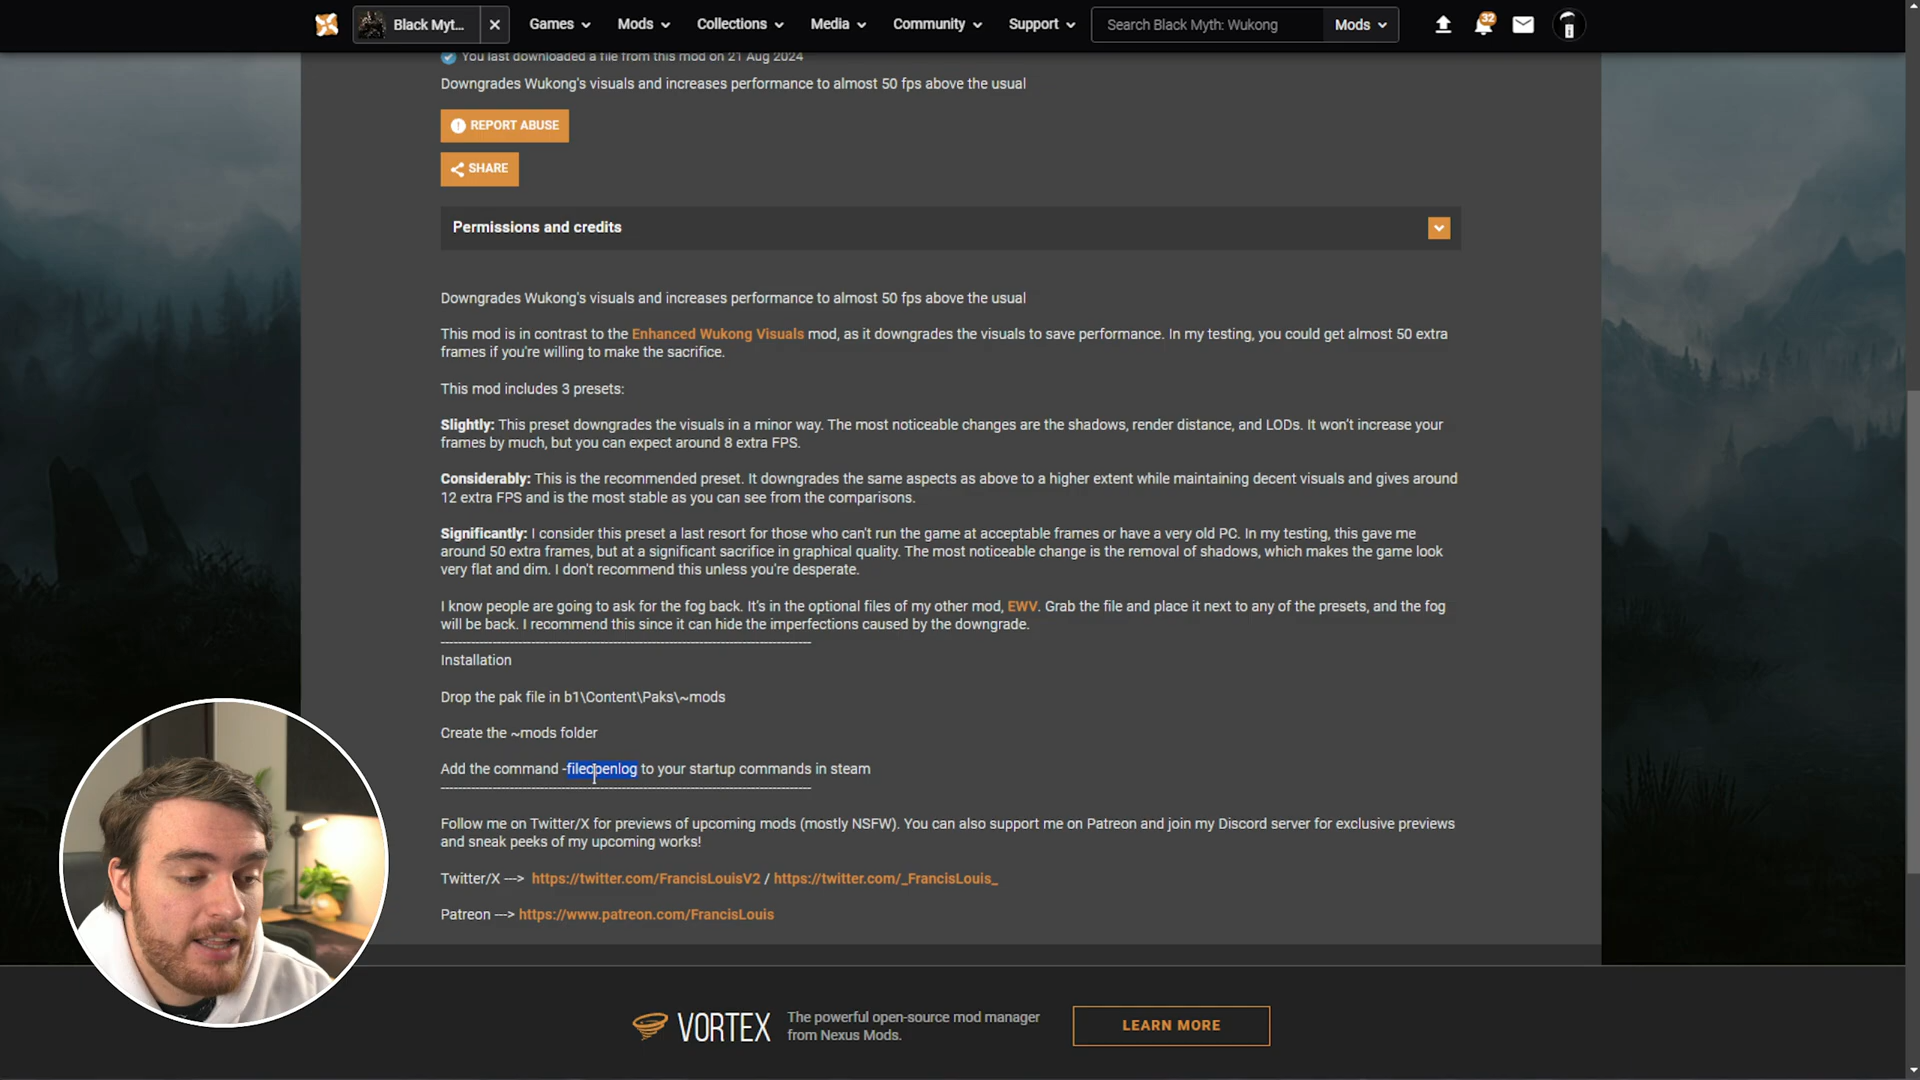 Black Myt...
Games
Mods
Collections
Media
Community
Support
Search Black Myth: Wukong
Mods
32
You last downloaded a file from this mod on 21 Aug 2024
Downgrades Wukong's visuals and increases performance to almost 50 fps above the usual
REPORT ABUSE
SHARE
Permissions and credits
Downgrades Wukong's visuals and increases performance to almost 50 fps above the usual
This mod is in contrast to the Enhanced Wukong Visuals mod, as it downgrades the visuals to save performance. In my testing, you could get almost 50 extra
frames if you're willing to make the sacrifice.
This mod includes 3 presets:
Slightly: This preset downgrades the visuals in a minor way. The most noticeable changes are the shadows, render distance, and LODs. It won't increase your
frames by much, but you can expect around 8 extra FPS.
Considerably: This is the recommended preset. It downgrades the same aspects as above to a higher extent while maintaining decent visuals and gives around
12 extra FPS and is the most stable as you can see from the comparisons.
Significantly: I consider this preset a last resort for those who can't run the game at acceptable frames or have a very old PC. In my testing, this gave me
around 50 extra frames, but at a significant sacrifice in graphical quality. The most noticeable change is the removal of shadows, which makes the game look
very flat and dim. I don't recommend this unless you're desperate.
I know people are going to ask for the fog back. It's in the optional files of my other mod, EWV. Grab the file and place it next to any of the presets, and the fog
will be back. I recommend this since it can hide the imperfections caused by the downgrade.
Installation
Drop the pak file in b1\Content\Paks\~mods
Create the ~mods folder
Add the command -fileopenlog to your startup commands in steam
Follow me on Twitter/X for previews of upcoming mods (mostly NSFW). You can also support me on Patreon and join my Discord server for exclusive previews
and sneak peeks of my upcoming works!
Twitter/X ---> https://twitter.com/FrancisLouisV2 / https://twitter.com/_FrancisLouis_
Patreon ---> https://www.patreon.com/FrancisLouis
VORTEX
The powerful open-source mod manager
from Nexus Mods.
LEARN MORE